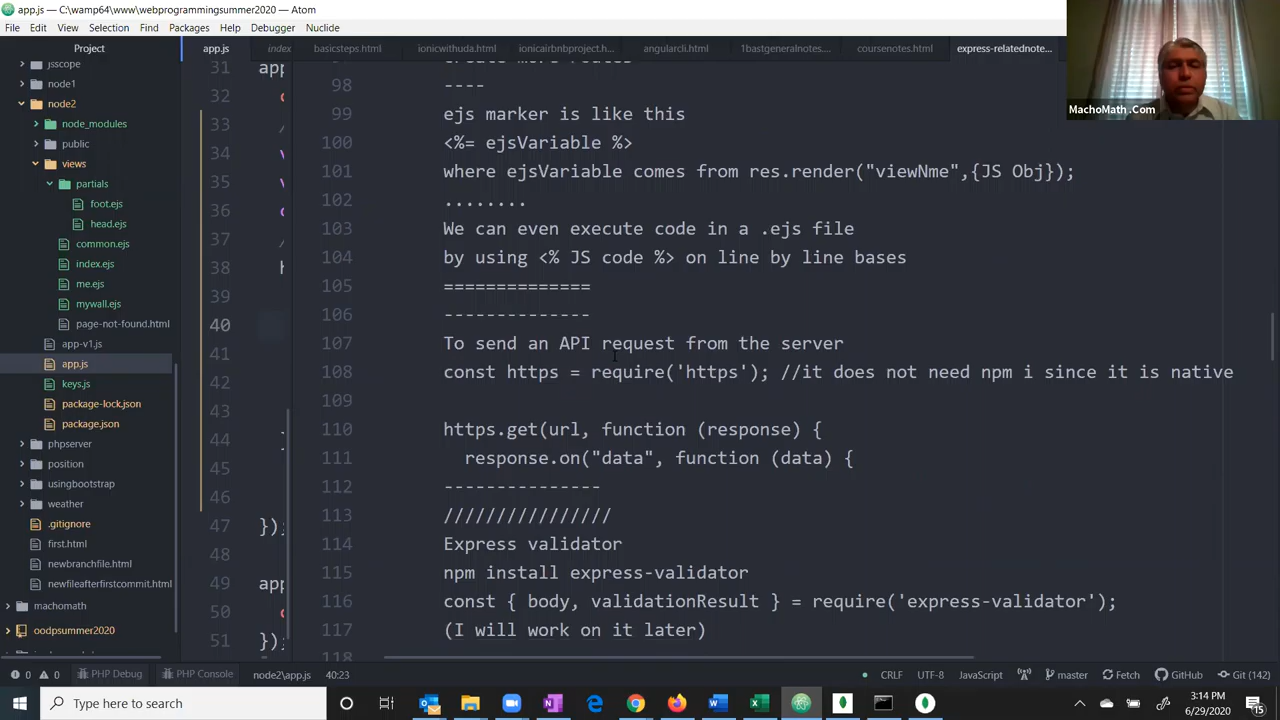 app.js — C:\wamp64\www\webprogrammingsummer2020 — Atom
File Edit View Selection Find Packages Help Debugger Nuclide
Project
app.js index basicsteps.html ionicwithuda.html ionicairbnbproject.h... angularcli.html 1bastgeneralnotes.... coursenotes.html express-relatednote...
jsscope
node1
node2
node_modules
public
views
partials
foot.ejs
head.ejs
common.ejs
index.ejs
me.ejs
mywall.ejs
page-not-found.html
app-v1.js
app.js
keys.js
package-lock.json
package.json
phpserver
position
usingbootstrap
weather
.gitignore
first.html
newbranchfile.html
newfileafterfirstcommit.html
machomath
oodpsummer2020
31 app
32
33
34
35
36
37
38
39
40
41
42
43
44
45
46
47 });
48
49 app
50
51 });
98 ----
99 ejs marker is like this
100 <%= ejsVariable %>
101 where ejsVariable comes from res.render("viewNme",{JS Obj});
102 ........
103 We can even execute code in a .ejs file
104 by using <% JS code %> on line by line bases
105 ==============
106 --------------
107 To send an API request from the server
108 const https = require('https'); //it does not need npm i since it is native
109
110 https.get(url, function (response) {
111 response.on("data", function (data) {
112 ---------------
113 ////////////////
114 Express validator
115 npm install express-validator
116 const { body, validationResult } = require('express-validator');
117 (I will work on it later)
118
MachoMath .Com
0 0 PHP Debug PHP Console node2\app.js 40:23 CRLF UTF-8 JavaScript master Fetch GitHub Git (142)
Type here to search
3:14 PM
6/29/2020
15